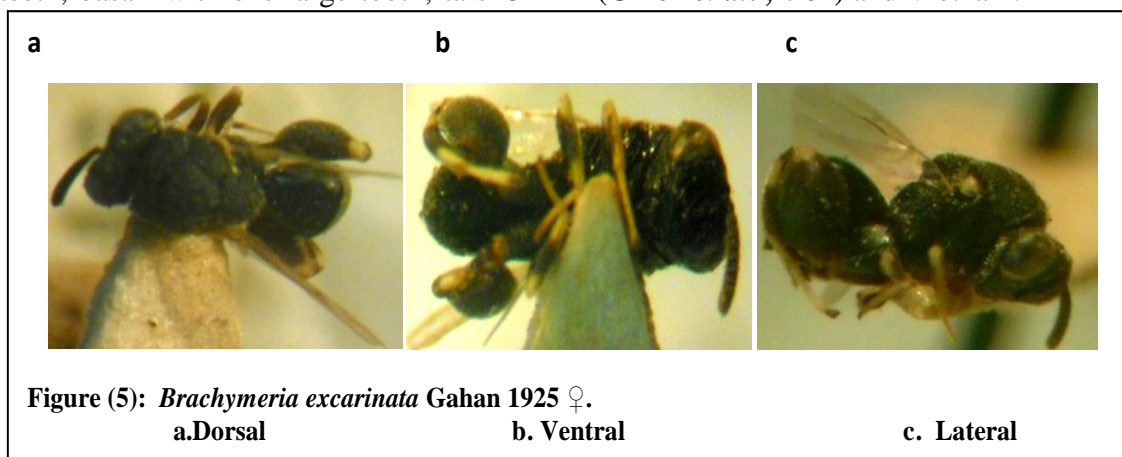 a b c
Figure (5): Brachymeria excarinata Gahan 1925 ♀.
a.Dorsal b. Ventral c. Lateral